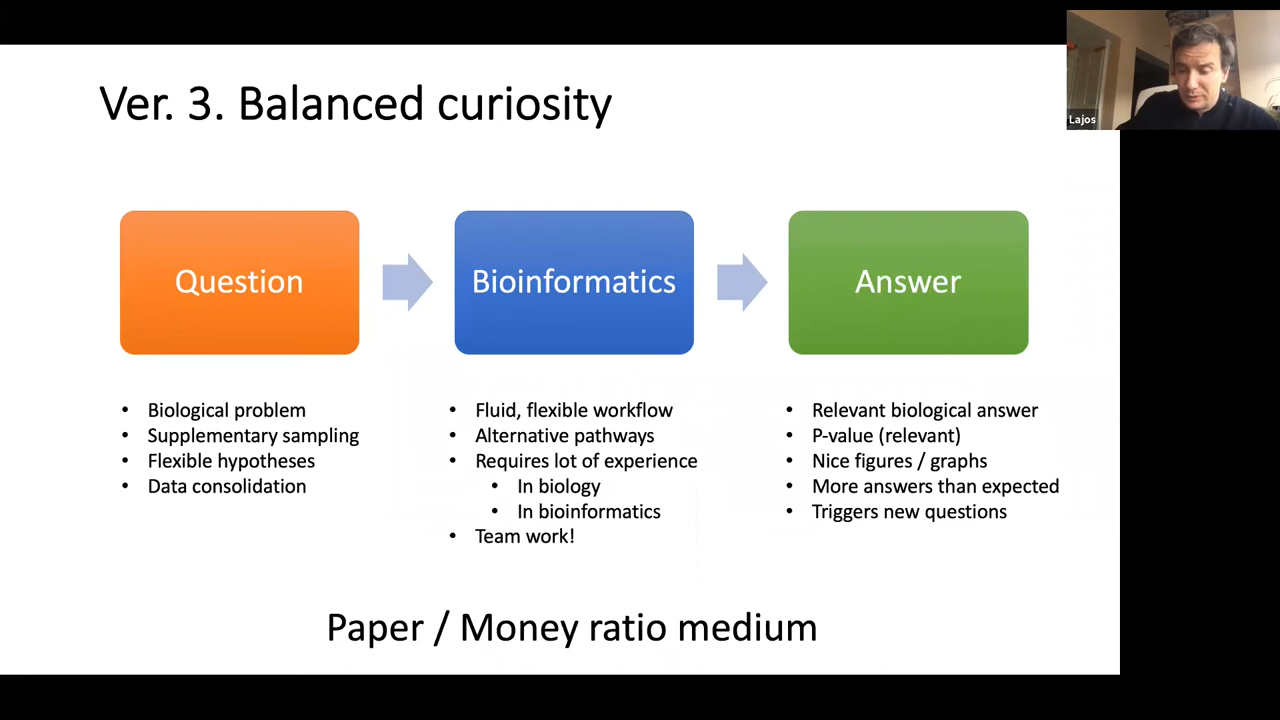 Ver. 3. Balanced curiosity
Lajos
Question
Bioinformatics
Answer
• Biological problem
• Supplementary sampling
• Flexible hypotheses
• Data consolidation
• Fluid, flexible workflow
• Alternative pathways
• Requires lot of experience
• In biology
• In bioinformatics
• Team work!
• Relevant biological answer
• P-value (relevant)
• Nice figures / graphs
• More answers than expected
• Triggers new questions
Paper / Money ratio medium